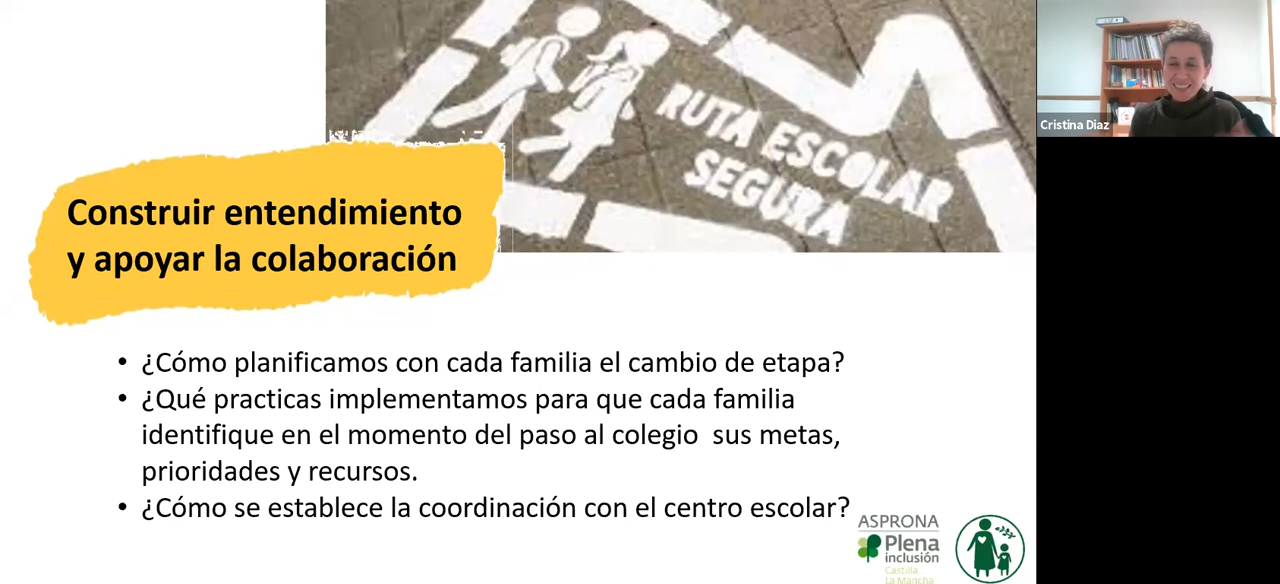 RUTA ESCOLAR
SEGURA
Cristina Diaz
Construir entendimiento
y apoyar la colaboración
• ¿Cómo planificamos con cada familia el cambio de etapa?
• ¿Qué practicas implementamos para que cada familia
identifique en el momento del paso al colegio sus metas,
prioridades y recursos.
• ¿Cómo se establece la coordinación con el centro escolar?
ASPRONA
Plena
inclusión
Castilla
La Mancha